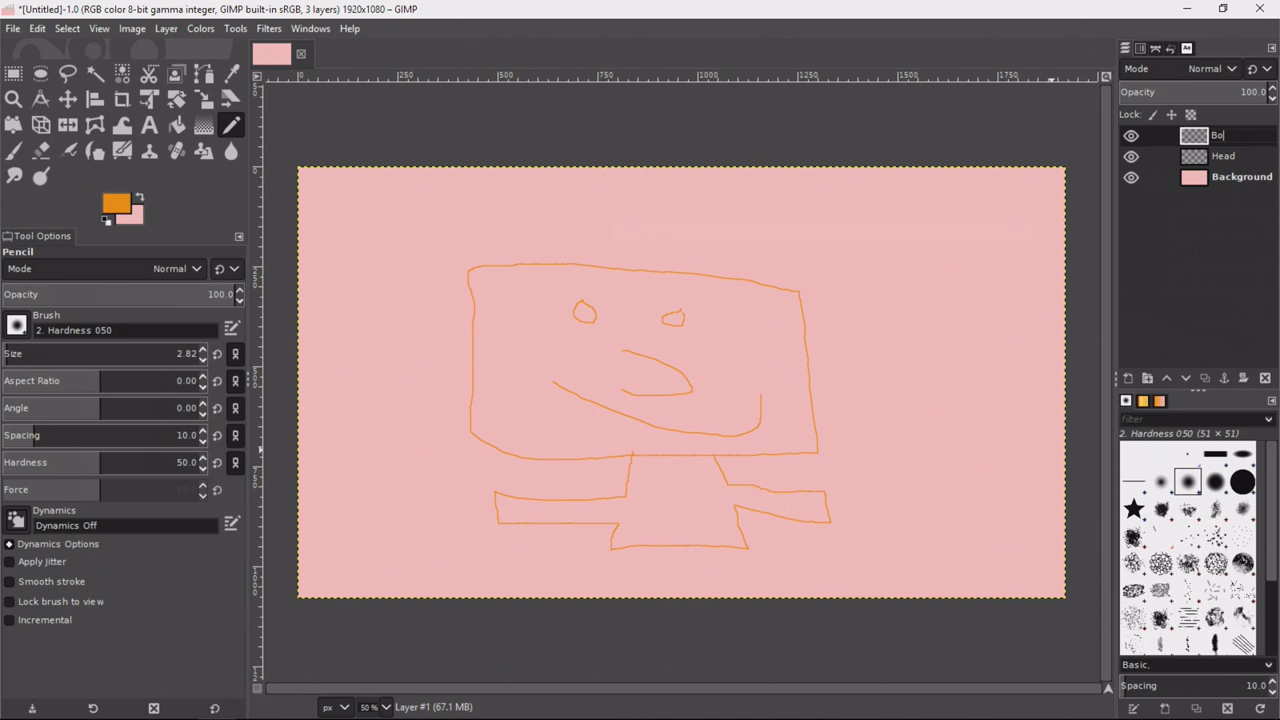 *[Untitled]-1.0 (RGB color 8-bit gamma integer, GIMP built-in sRGB, 3 layers) 1920x1080 – GIMP
File Edit Select View Image Layer Colors Tools Filters Windows Help
Mode Normal
Opacity 100.0
Lock:
Bo
Head
Background
Tool Options
Pencil
Mode Normal
Opacity 100.0
Brush
2. Hardness 050
Size 2.82
Aspect Ratio 0.00
Angle 0.00
Spacing 10.0
Hardness 50.0
Force 50.0
Dynamics
Dynamics Off
Dynamics Options
Apply Jitter
Smooth stroke
Lock brush to view
Incremental
0 250 500 750 1000 1250 1500 1750
px 50 % Layer #1 (67.1 MB)
Filter
2. Hardness 050 (51 × 51)
Basic,
Spacing 10.0